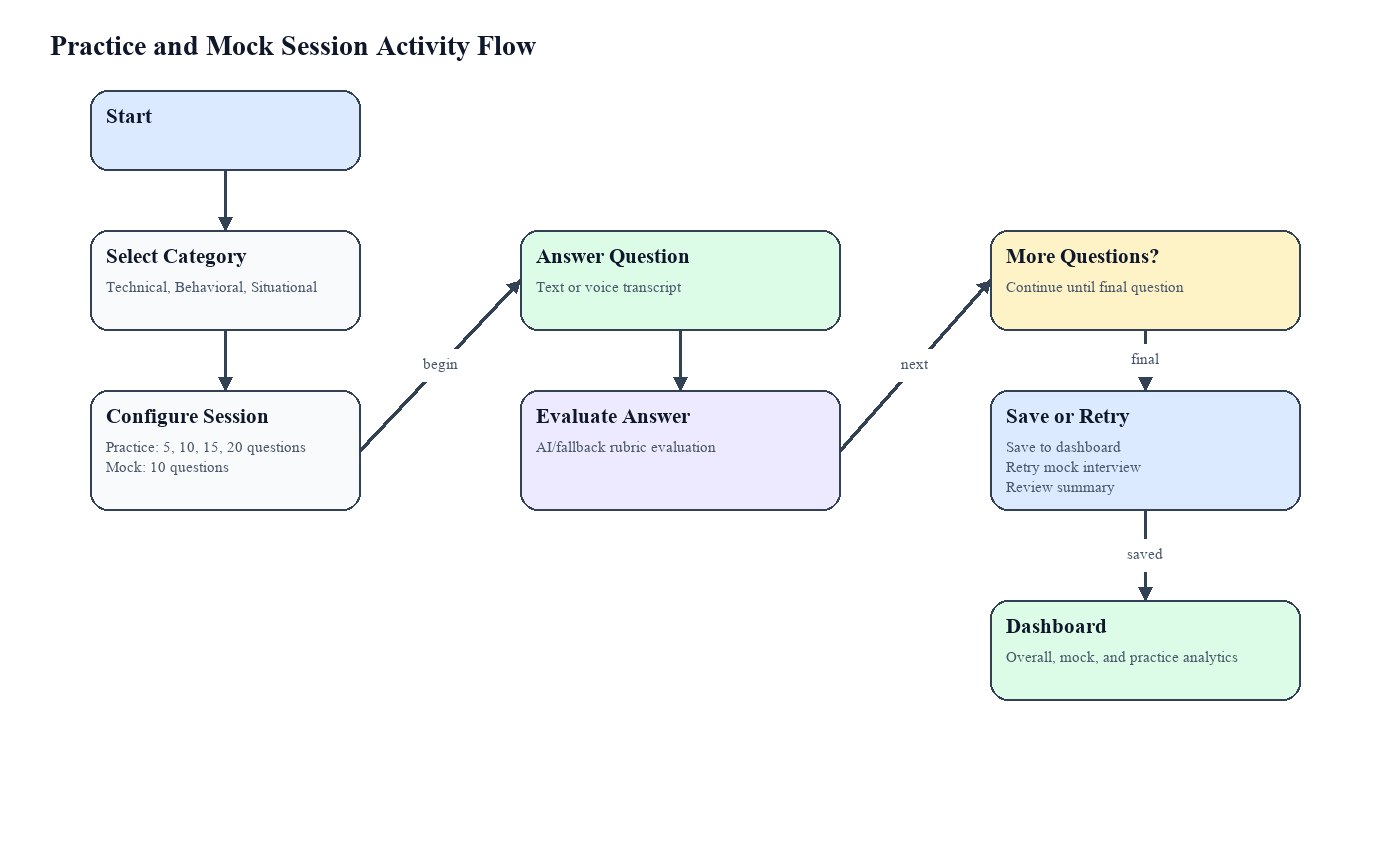 Practice and Mock Session Activity Flow
Start
Select Category
Technical, Behavioral, Situational
Configure Session
Practice: 5, 10, 15, 20 questions
Mock: 10 questions
begin
Answer Question
Text or voice transcript
Evaluate Answer
AI/fallback rubric evaluation
next
More Questions?
Continue until final question
final
Save or Retry
Save to dashboard
Retry mock interview
Review summary
saved
Dashboard
Overall, mock, and practice analytics